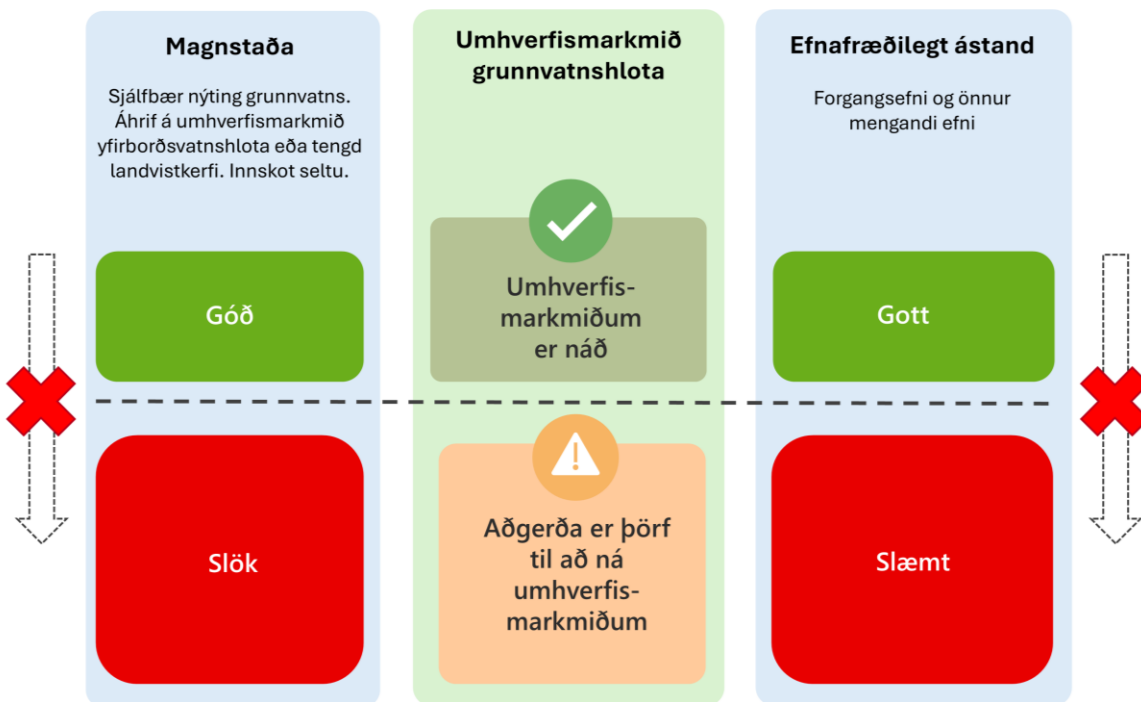 Magnstaða
Sjálfbær nýting grunnvatns.
Áhrif á umhverfismarkmið
yfirborðsvatnshlota eða tengd
landvistkerfi. Innskot seltu.
Góð
Slök
Umhverfismarkmið
grunnvatnshlota
Umhverfis-
markmiðum
er náð
Aðgerða er þörf
til að ná
umhverfis-
markmiðum
Efnafræðilegt ástand
Forgangsefni og önnur
mengandi efni
Gott
Slæmt